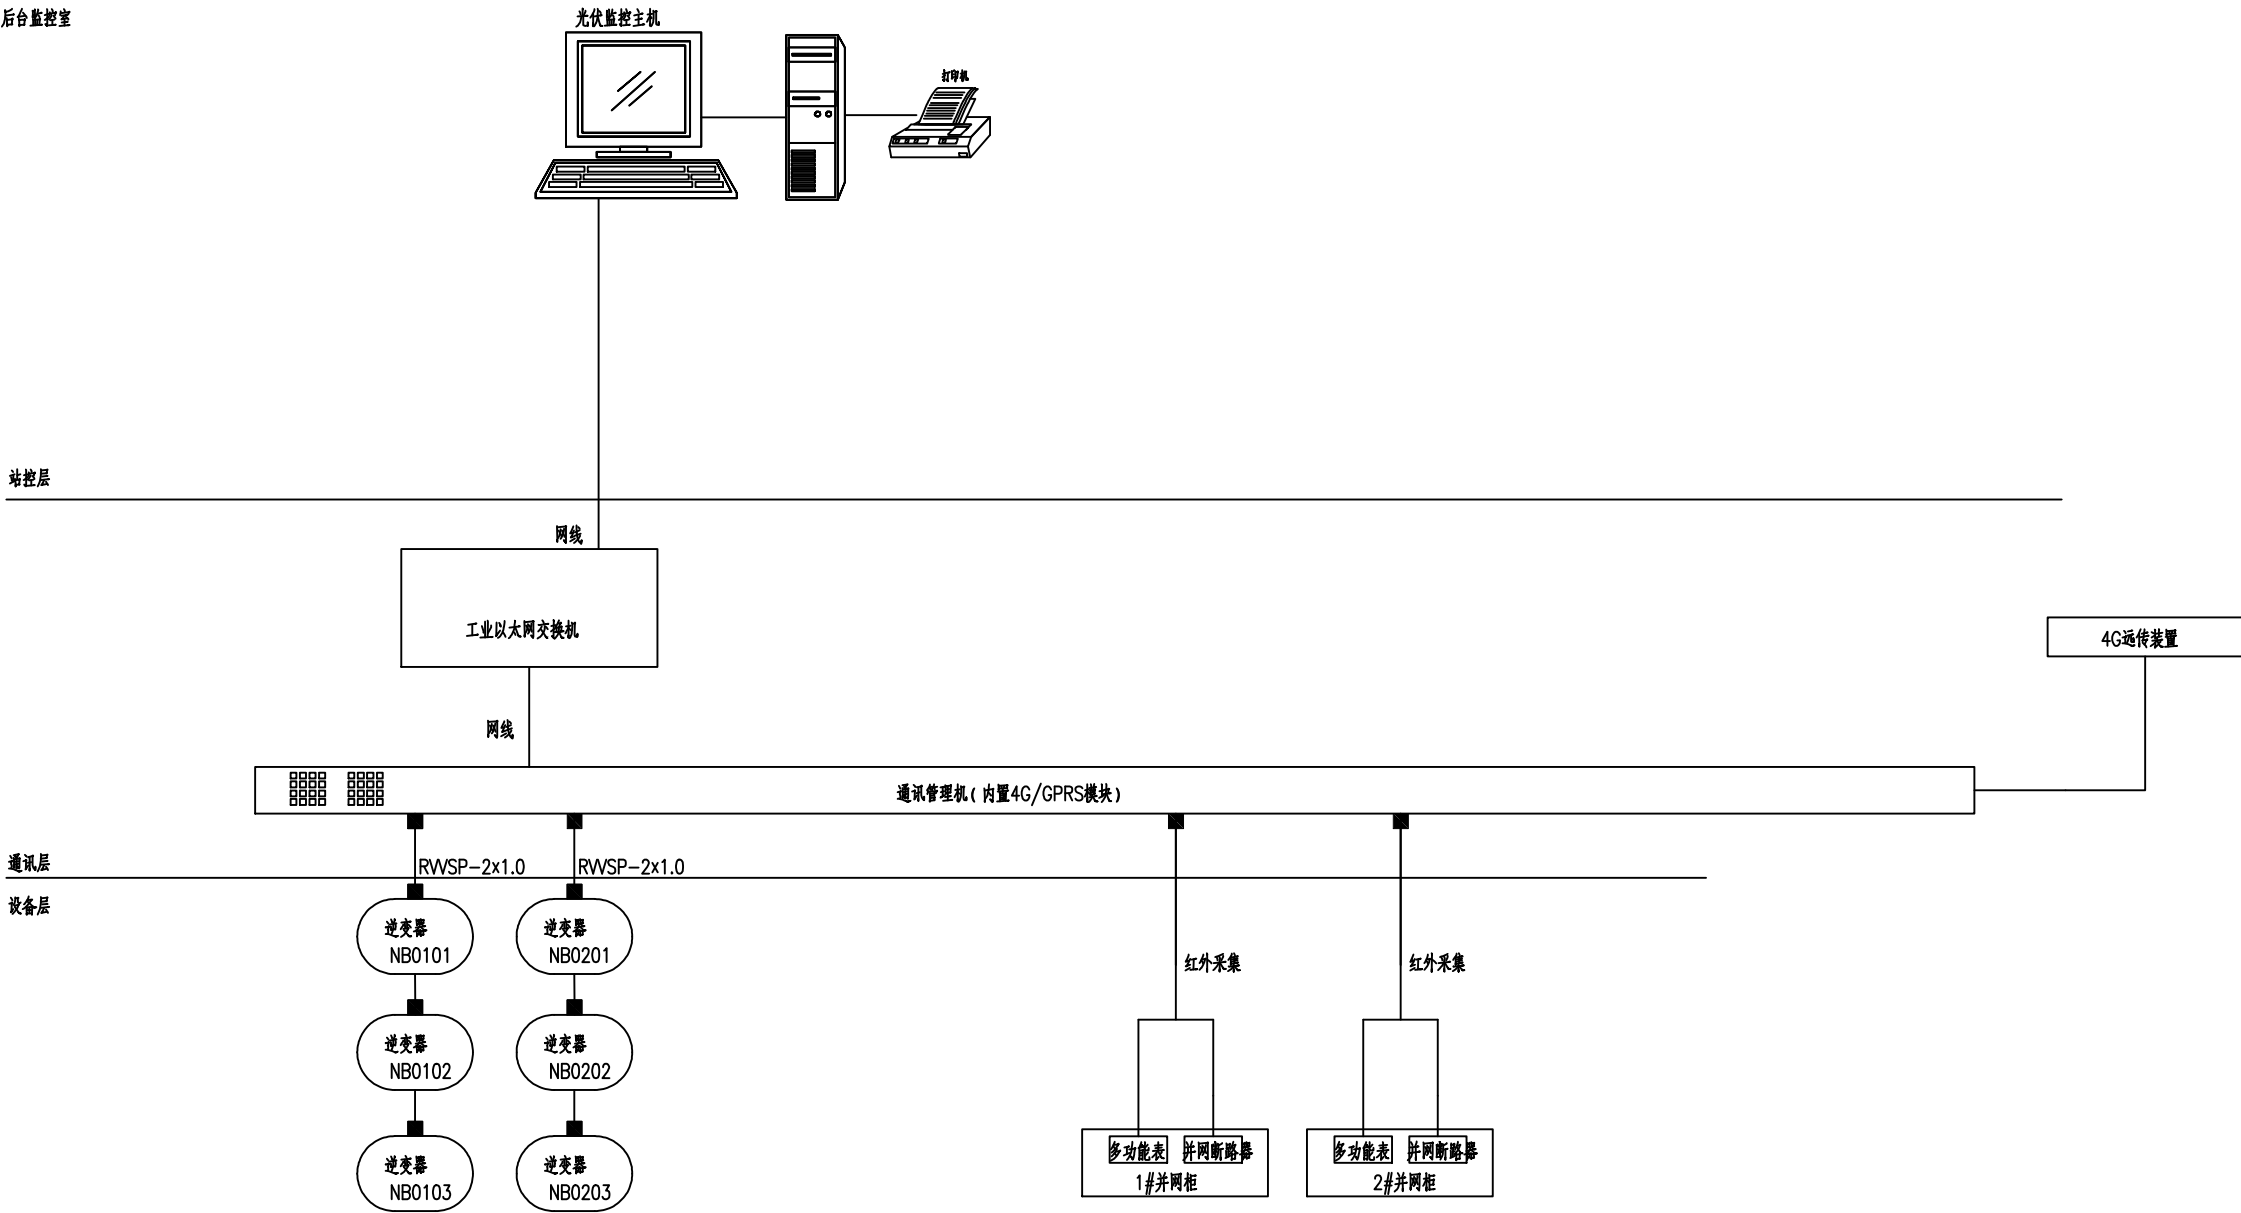 后台监控室
光伏监控主机
打印机
站控层
网线
工业以太网交换机
4G远传装置
网线
通讯管理机(内置4G/GPRS模块)
通讯层
RVVSP-2x1.0
RVVSP-2x1.0
设备层
逆变器
NB0101
逆变器
NB0201
红外采集
红外采集
逆变器
NB0102
逆变器
NB0202
多功能表
并网断路器
1#并网柜
多功能表
并网断路器
2#并网柜
逆变器
NB0103
逆变器
NB0203